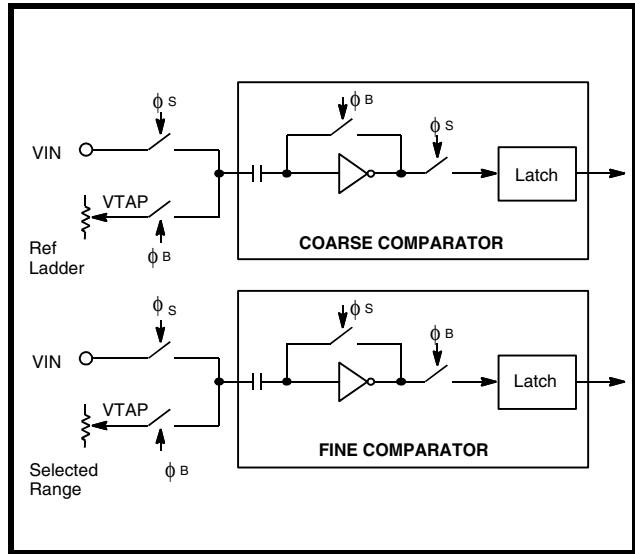 ϕ S
ϕ B
ϕ S
VIN
VTAP
Latch
Ref
Ladder
ϕ B
COARSE COMPARATOR
ϕ S
ϕ S
ϕ B
VIN
VTAP
Latch
Selected
Range
ϕ B
FINE COMPARATOR